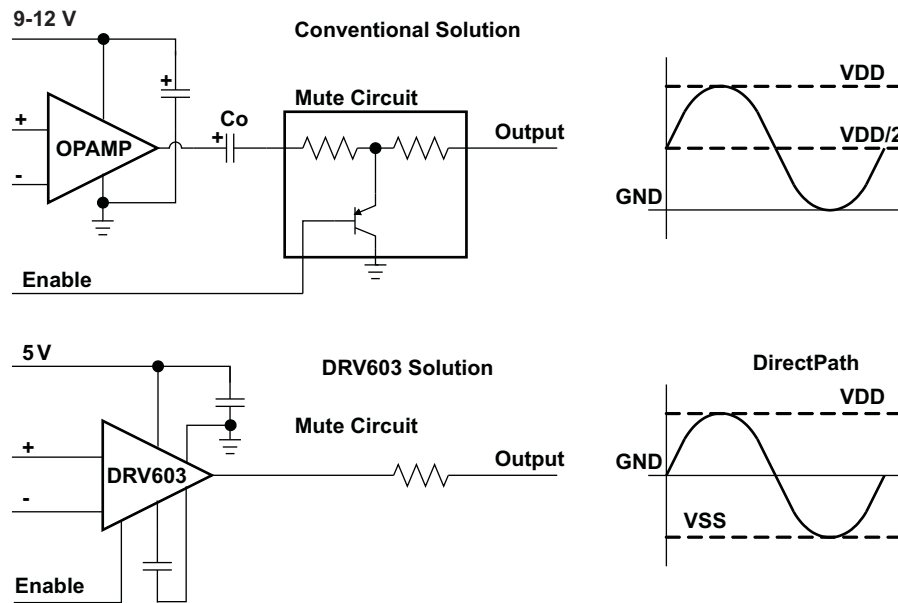 9-12 V
Conventional Solution
Mute Circuit
+
Co
+
Output
+
OPAMP
-
Enable
VDD
VDD/2
GND
5V
DRV603 Solution
DirectPath
Mute Circuit
VDD
+
DRV603
Output
GND
-
VSS
Enable